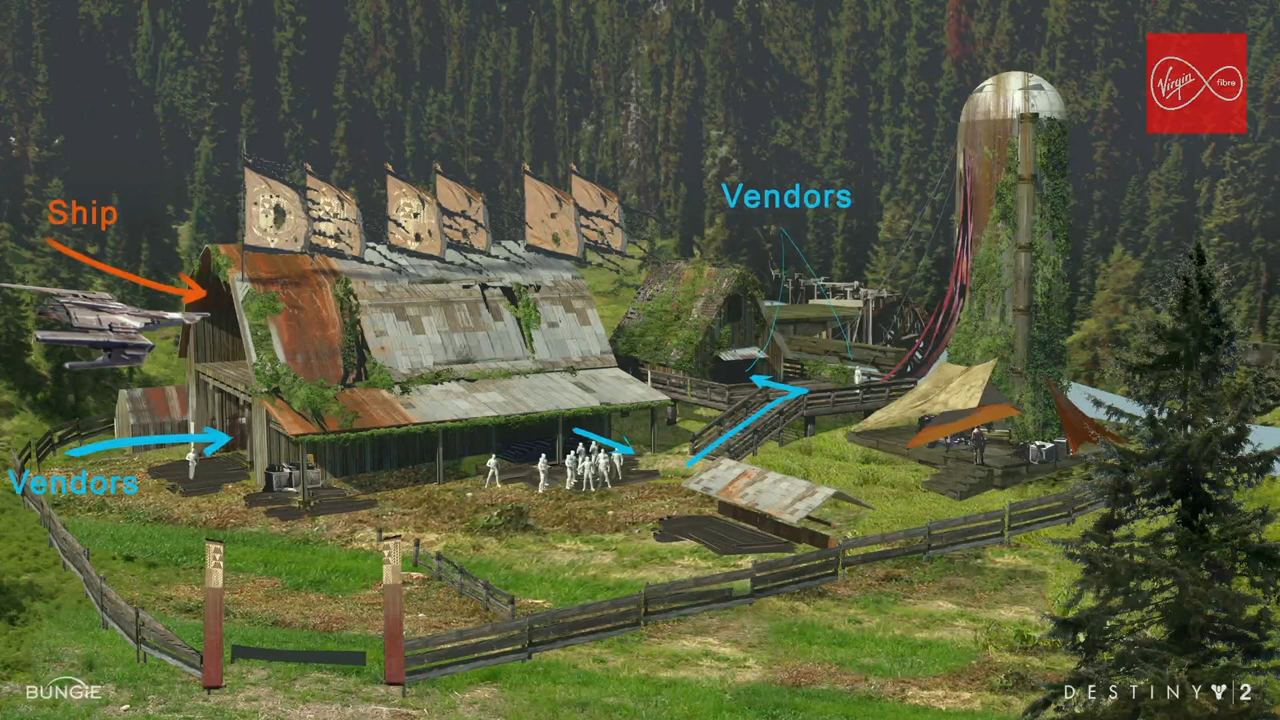 Virgin
fibre
Vendors
Ship
Vendors
BUNGiE
DESTINY 2